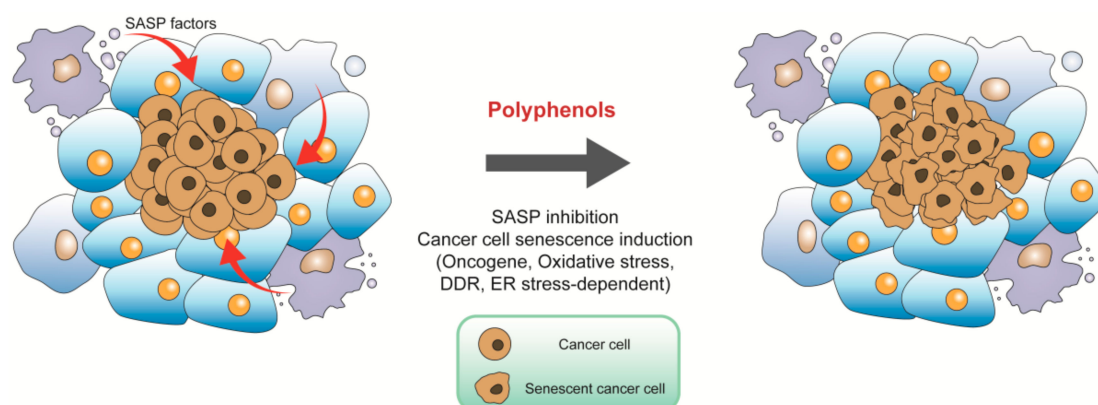 SASP factors
Polyphenols
SASP inhibition
Cancer cell senescence induction
(Oncogene, Oxidative stress,
DDR, ER stress-dependent)
Cancer cell
Senescent cancer cell